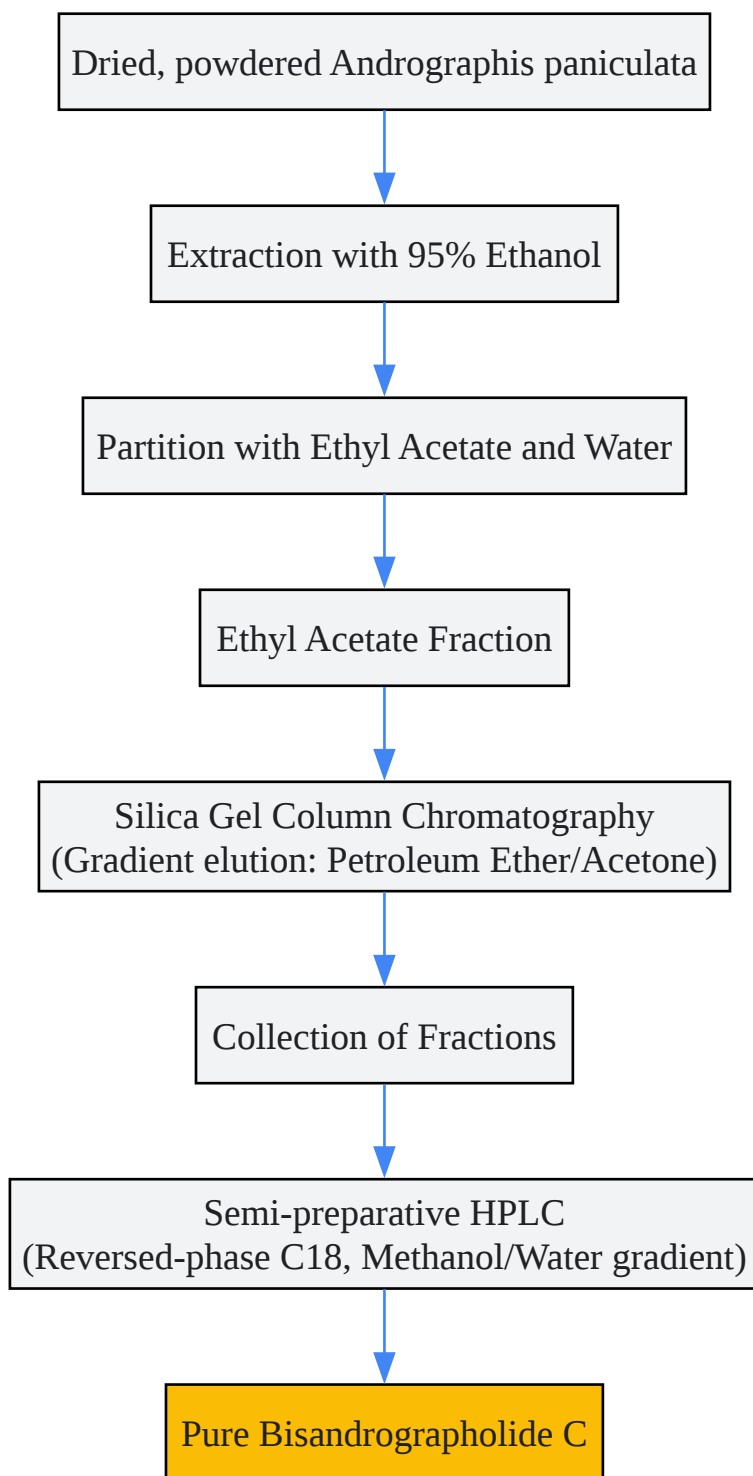 Dried, powdered Andrographis paniculata
Extraction with 95% Ethanol
Partition with Ethyl Acetate and Water
Ethyl Acetate Fraction
Silica Gel Column Chromatography
(Gradient elution: Petroleum Ether/Acetone)
Collection of Fractions
Semi-preparative HPLC
(Reversed-phase C18, Methanol/Water gradient)
Pure Bisandrographolide C